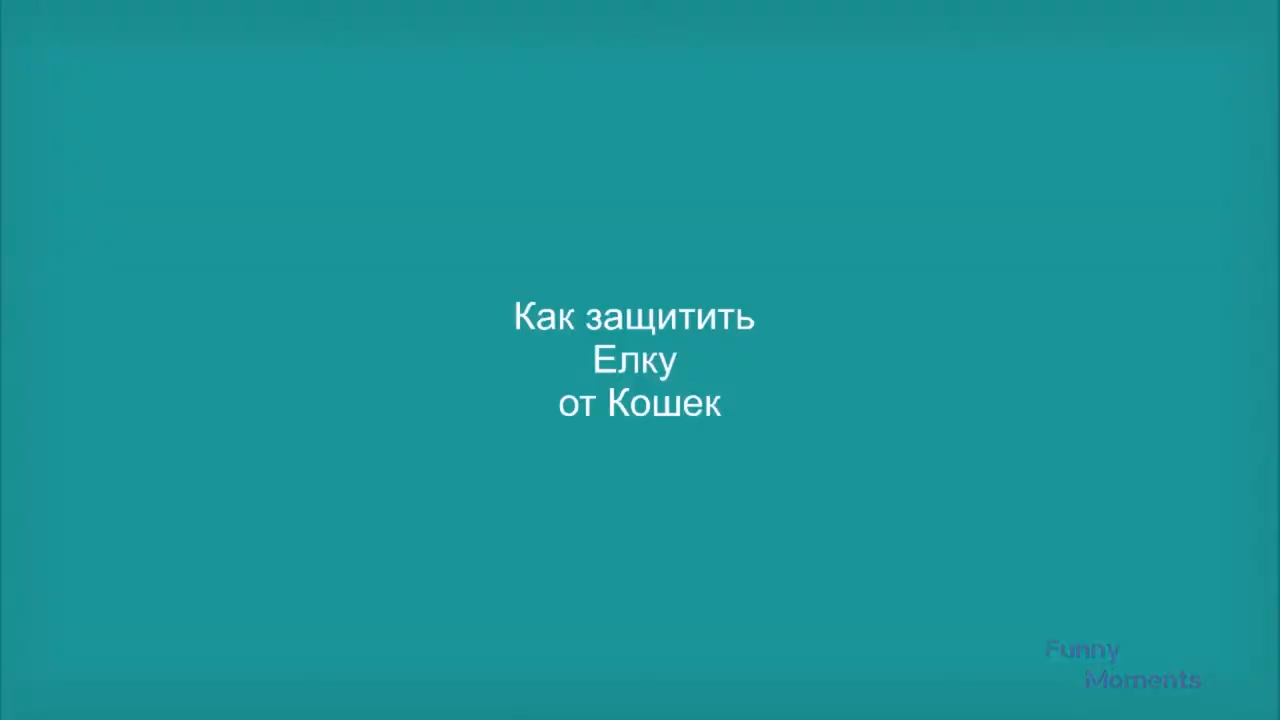 Как защитить
Елку
от Кошек
Funny
Moments